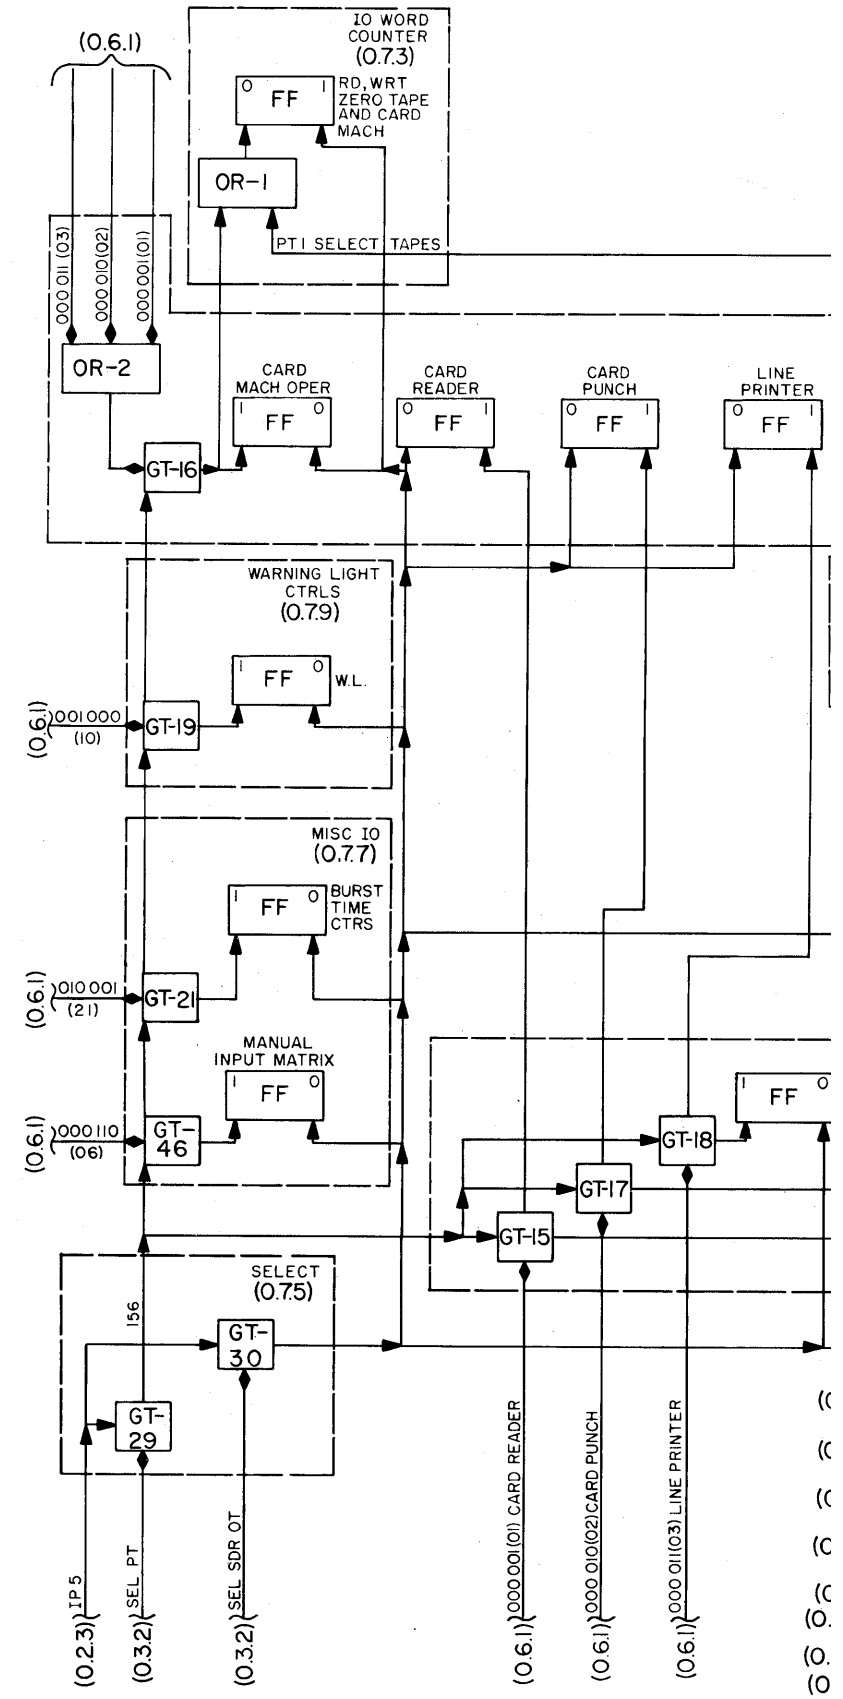 (0.6.1)
IO WORD
COUNTER
(0.7.3)
0 FF 1
RD, WRT
ZERO TAPE
AND CARD
MACH
OR-1
PT1 SELECT TAPES
000 011 (03)
000 010 (02)
000 001 (01)
OR-2
CARD
MACH OPER
1 FF 0
CARD
READER
0 FF 1
CARD
PUNCH
0 FF 1
LINE
PRINTER
0 FF 1
GT-16
WARNING LIGHT
CTRLS
(0.7.9)
1 FF 0
W.L.
(0.6.1)
001 000
(10)
GT-19
MISC IO
(0.7.7)
1 FF 0
BURST
TIME
CTRS
(0.6.1)
010 001
(21)
GT-21
MANUAL
INPUT MATRIX
1 FF 0
(0.6.1)
000 110
(06)
GT-
46
1 FF 0
GT-18
GT-17
GT-15
SELECT
(0.7.5)
156
GT-
30
GT-
29
IP 5
(0.2.3)
SEL PT
(0.3.2)
SEL SDR OT
(0.3.2)
000 001 (01) CARD READER
(0.6.1)
000 010 (02) CARD PUNCH
(0.6.1)
000 011 (03) LINE PRINTER
(0.6.1)
(0
(0
(0
(0
(0
(0.
(0.
(0